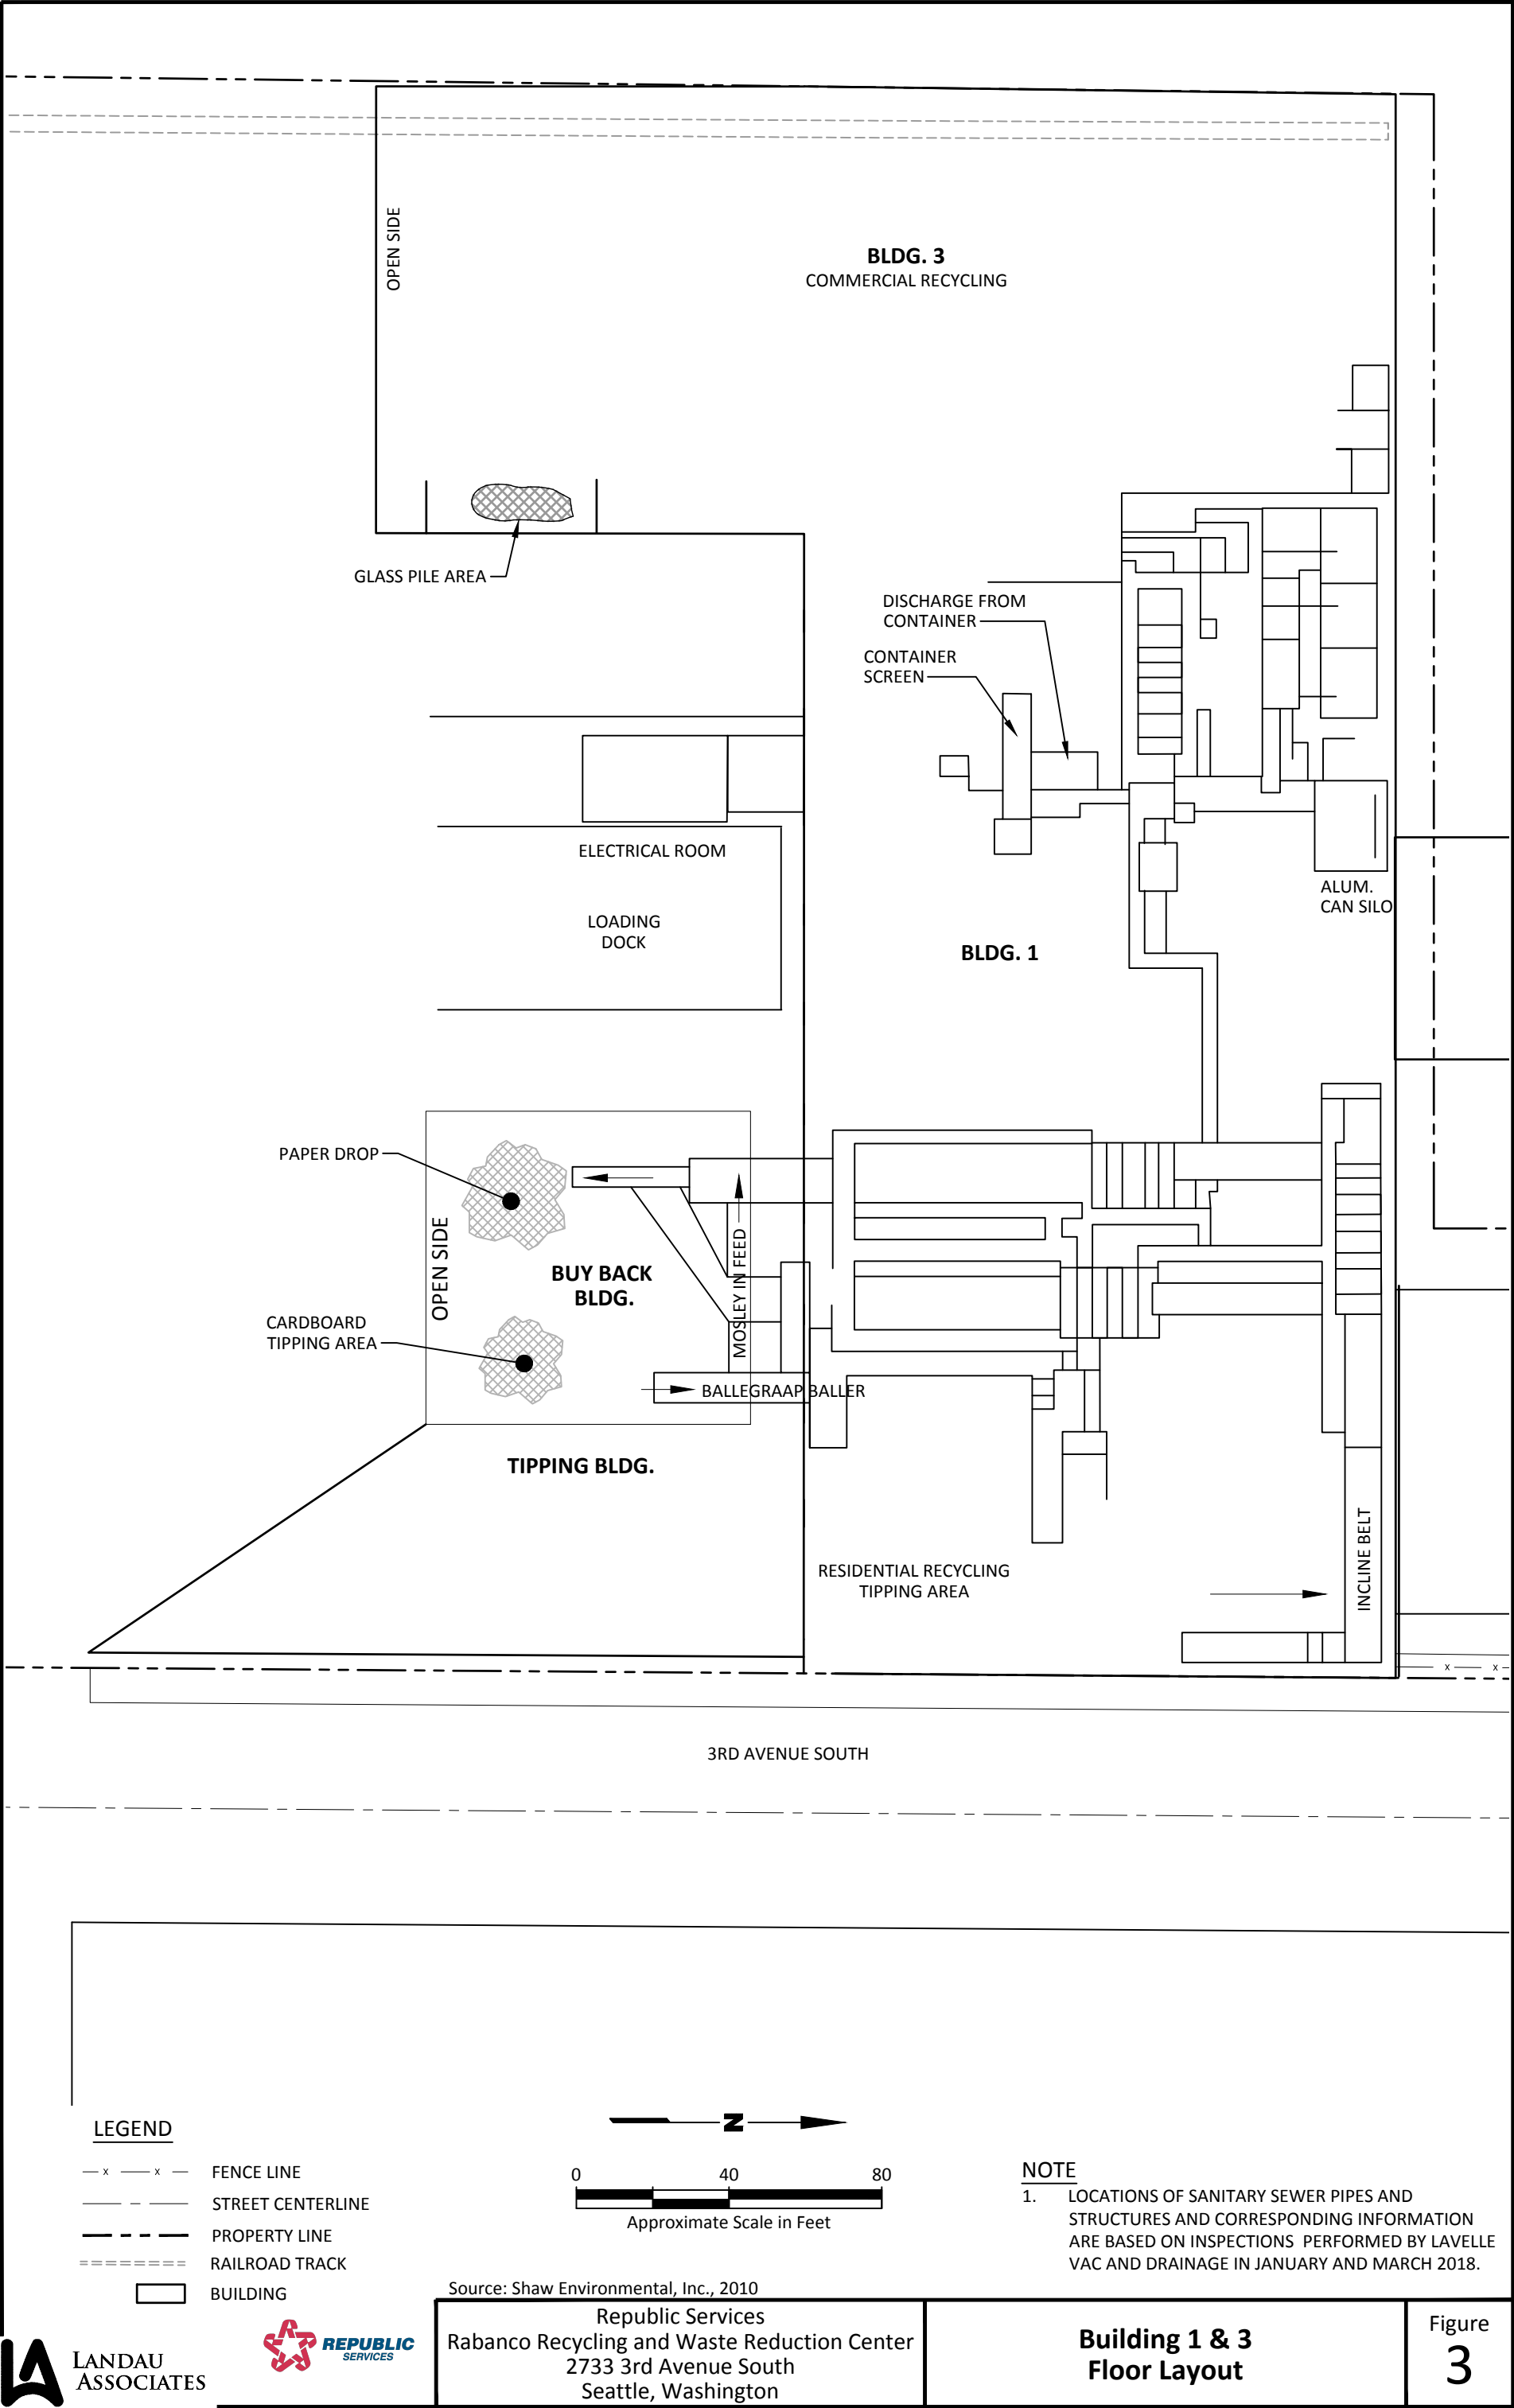 OPEN SIDE
BLDG. 3
COMMERCIAL RECYCLING
GLASS PILE AREA
DISCHARGE FROM
CONTAINER
CONTAINER
SCREEN
ELECTRICAL ROOM
LOADING
DOCK
ALUM.
CAN SILO
BLDG. 1
PAPER DROP
OPEN SIDE
BUY BACK
BLDG.
MOSLEY IN FEED
CARDBOARD
TIPPING AREA
BALLEGRAAP BALLER
TIPPING BLDG.
RESIDENTIAL RECYCLING
TIPPING AREA
INCLINE BELT
x x
3RD AVENUE SOUTH
LEGEND
x x FENCE LINE
STREET CENTERLINE
PROPERTY LINE
RAILROAD TRACK
BUILDING
N
0 40 80
Approximate Scale in Feet
NOTE
1. LOCATIONS OF SANITARY SEWER PIPES AND
STRUCTURES AND CORRESPONDING INFORMATION
ARE BASED ON INSPECTIONS PERFORMED BY LAVELLE
VAC AND DRAINAGE IN JANUARY AND MARCH 2018.
Source: Shaw Environmental, Inc., 2010
LA
LANDAU
ASSOCIATES
REPUBLIC
SERVICES
Republic Services
Rabanco Recycling and Waste Reduction Center
2733 3rd Avenue South
Seattle, Washington
Building 1 & 3
Floor Layout
Figure
3